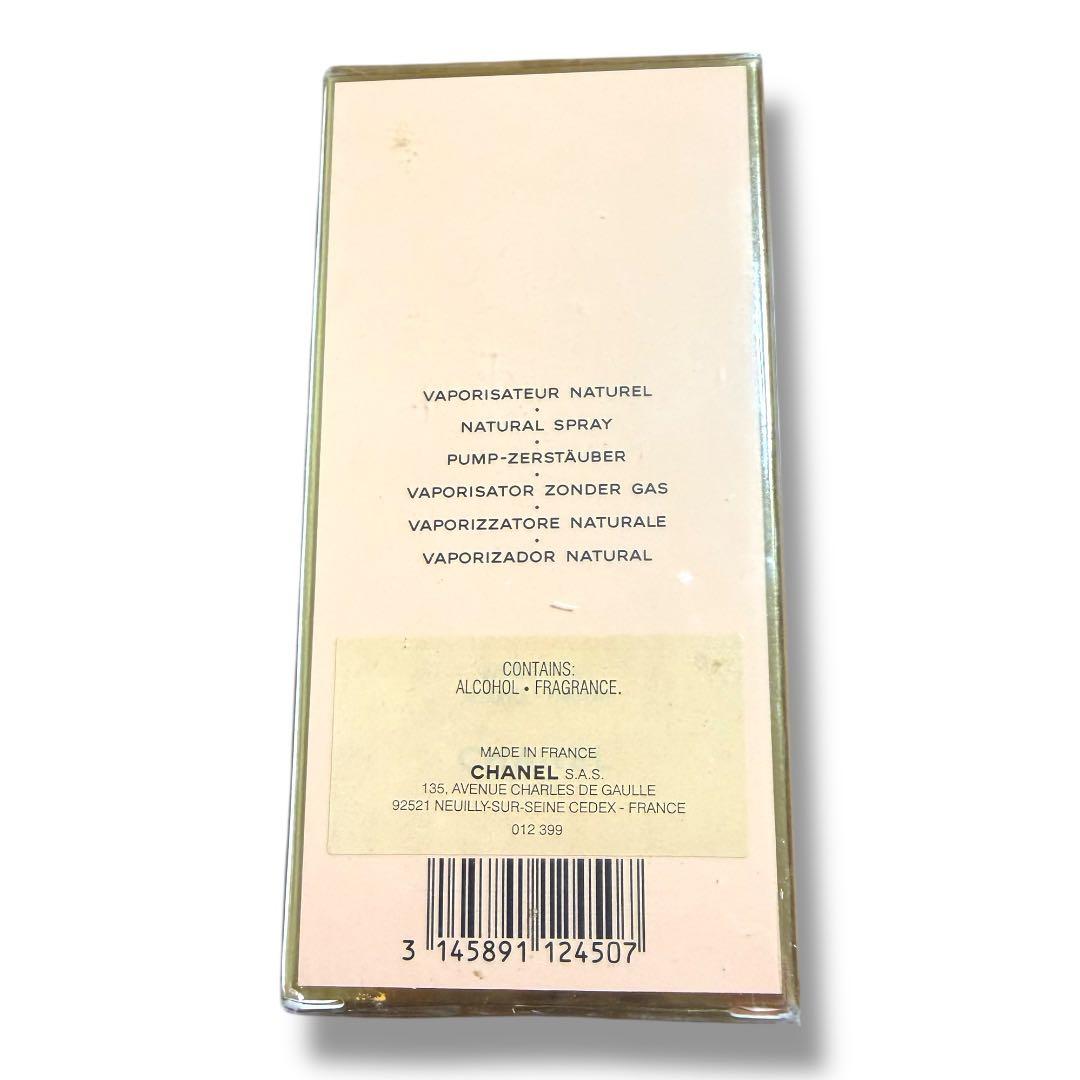 VAPORISATEUR NATUREL
•
NATURAL SPRAY
•
PUMP-ZERSTÄUBER
•
VAPORISATOR ZONDER GAS
•
VAPORIZZATORE NATURALE
•
VAPORIZADOR NATURAL
CONTAINS:
ALCOHOL • FRAGRANCE.
MADE IN FRANCE
CHANEL S.A.S.
135, AVENUE CHARLES DE GAULLE
92521 NEUILLY-SUR-SEINE CEDEX - FRANCE
012 399
3 145891 124507